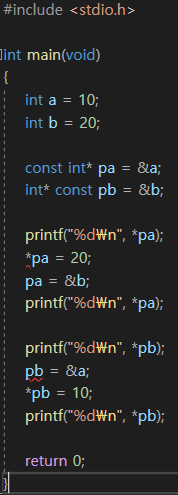 #include <stdio.h>
int main(void)
{
int a = 10;
int b = 20;
const int* pa = &a;
int* const pb = &b;
printf("%d₩n", *pa);
*pa = 20;
pa = &b;
printf("%d₩n", *pa);
printf("%d₩n", *pb);
pb = &a;
*pb = 10;
printf("%d₩n", *pb);
return 0;
}